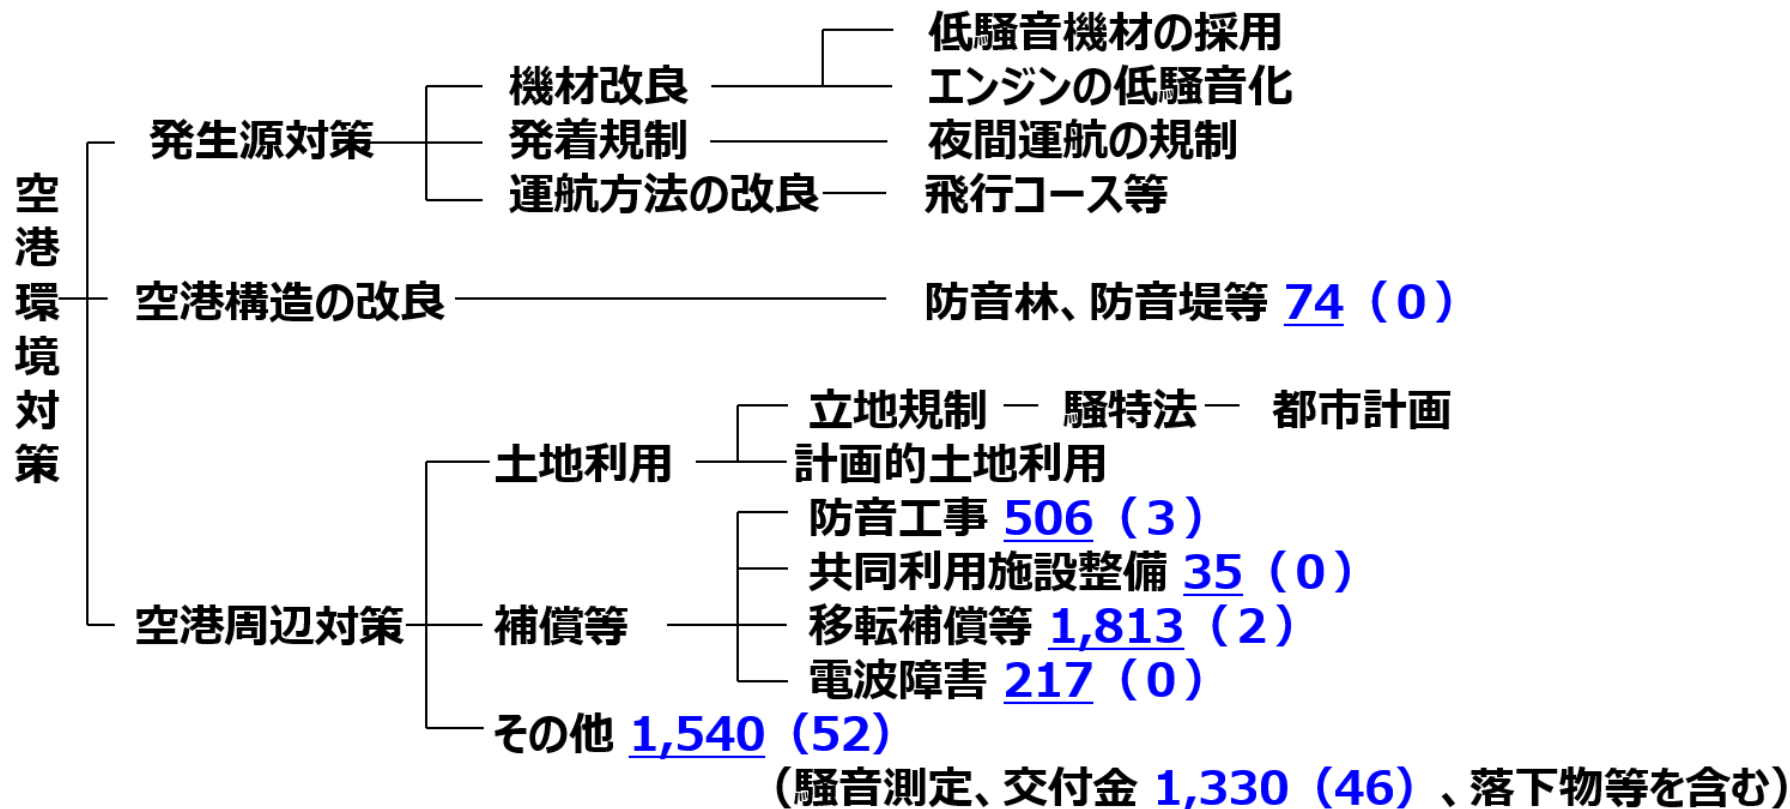 空港環境対策
発生源対策
機材改良
低騒音機材の採用
エンジンの低騒音化
発着規制
夜間運航の規制
運航方法の改良
飛行コース等
空港構造の改良
防音林、防音堤等 74（0）
空港周辺対策
土地利用
立地規制
騒特法
都市計画
計画的土地利用
補償等
防音工事 506（3）
共同利用施設整備 35（0）
移転補償等 1,813（2）
電波障害 217（0）
その他 1,540（52）
（騒音測定、交付金 1,330（46）、落下物等を含む）